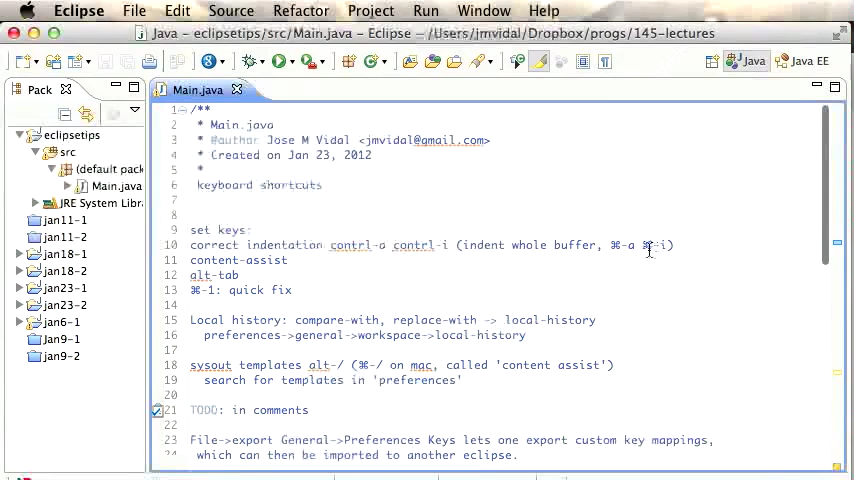 Eclipse File Edit Source Refactor Project Run Window Help
Java – eclipsetips/src/Main.java – Eclipse – /Users/jmvidal/Dropbox/progs/145-lectures
Java Java EE
Pack
Main.java
eclipsetips
src
(default pack
Main.java
JRE System Libr
jan11-1
jan11-2
jan18-1
jan18-2
jan23-1
jan23-2
jan6-1
Jan9-1
jan9-2
1 /**
2 * Main.java
3 * @author Jose M Vidal <jmvidal@gmail.com>
4 * Created on Jan 23, 2012
5 *
6 keyboard shortcuts
7
8
9 set keys:
10 correct indentation contrl-a contrl-i (indent whole buffer, ⌘-a ⌘-i)
11 content-assist
12 alt-tab
13 ⌘-1: quick fix
14
15 Local history: compare-with, replace-with -> local-history
16 preferences->general->workspace->local-history
17
18 sysout templates alt-/ (⌘-/ on mac, called 'content assist')
19 search for templates in 'preferences'
20
21 TODO: in comments
22
23 File->export General->Preferences Keys lets one export custom key mappings,
24 which can then be imported to another eclipse.